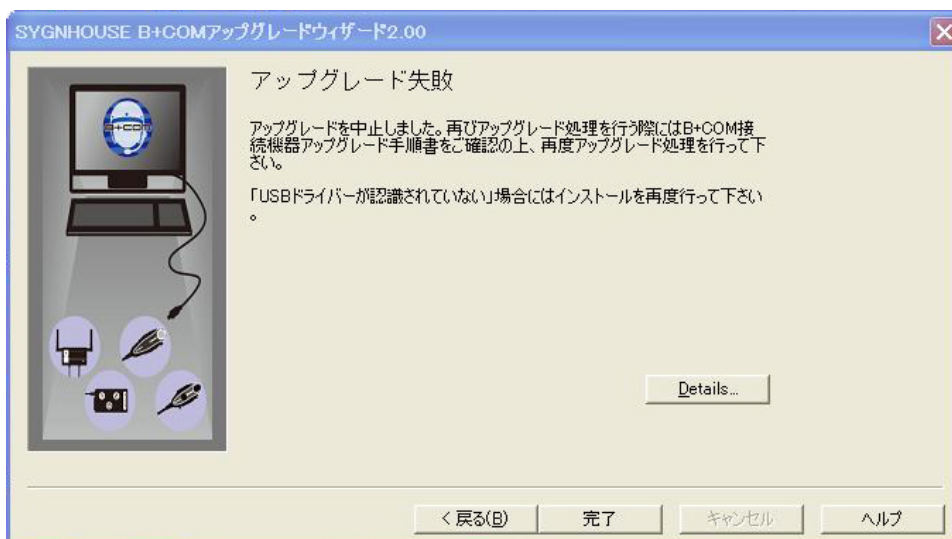 SYGNHOUSE B+COMアップグレードウィザード2.00
B+COM
アップグレード失敗
アップグレードを中止しました。再びアップグレード処理を行う際にはB+COM接
続機器アップグレード手順書をご確認の上、再度アップグレード処理を行って下
さい。
「USBドライバーが認識されていない」場合にはインストールを再度行って下さい
。
Details...
< 戻る(B)
完了
キャンセル
ヘルプ